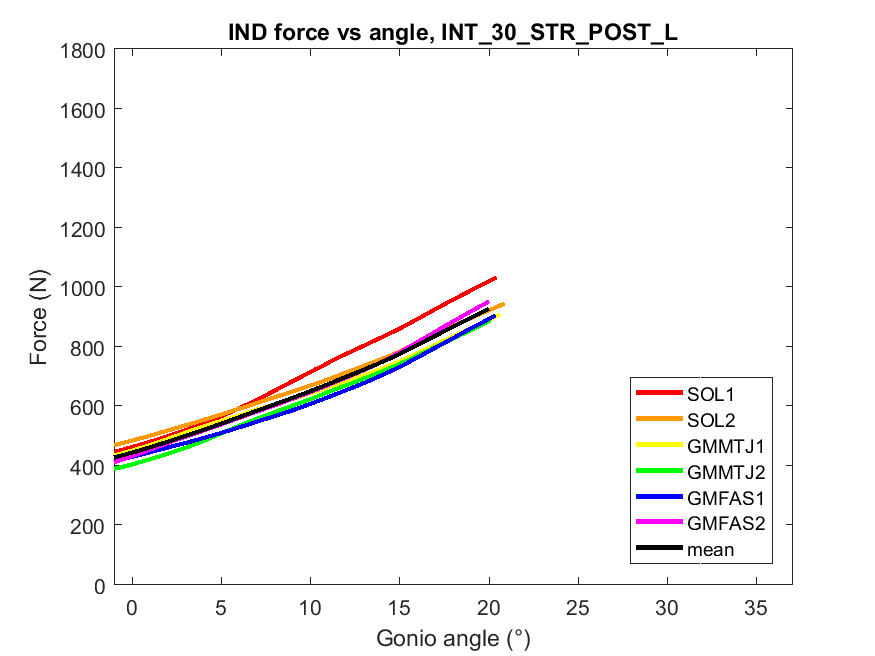 IND force vs angle, INT_30_STR_POST_L
1800
1600
1400
1200
1000
800
600
400
200
0
Force (N)
0 5 10 15 20 25 30 35
Gonio angle (°)
SOL1
SOL2
GMMTJ1
GMMTJ2
GMFAS1
GMFAS2
mean